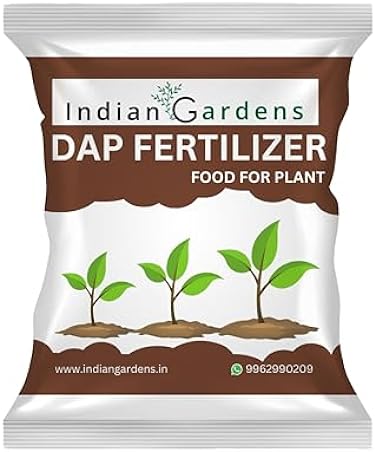 Indian Gardens
DAP FERTILIZER
FOOD FOR PLANT
www.indiangardens.in
9962990209